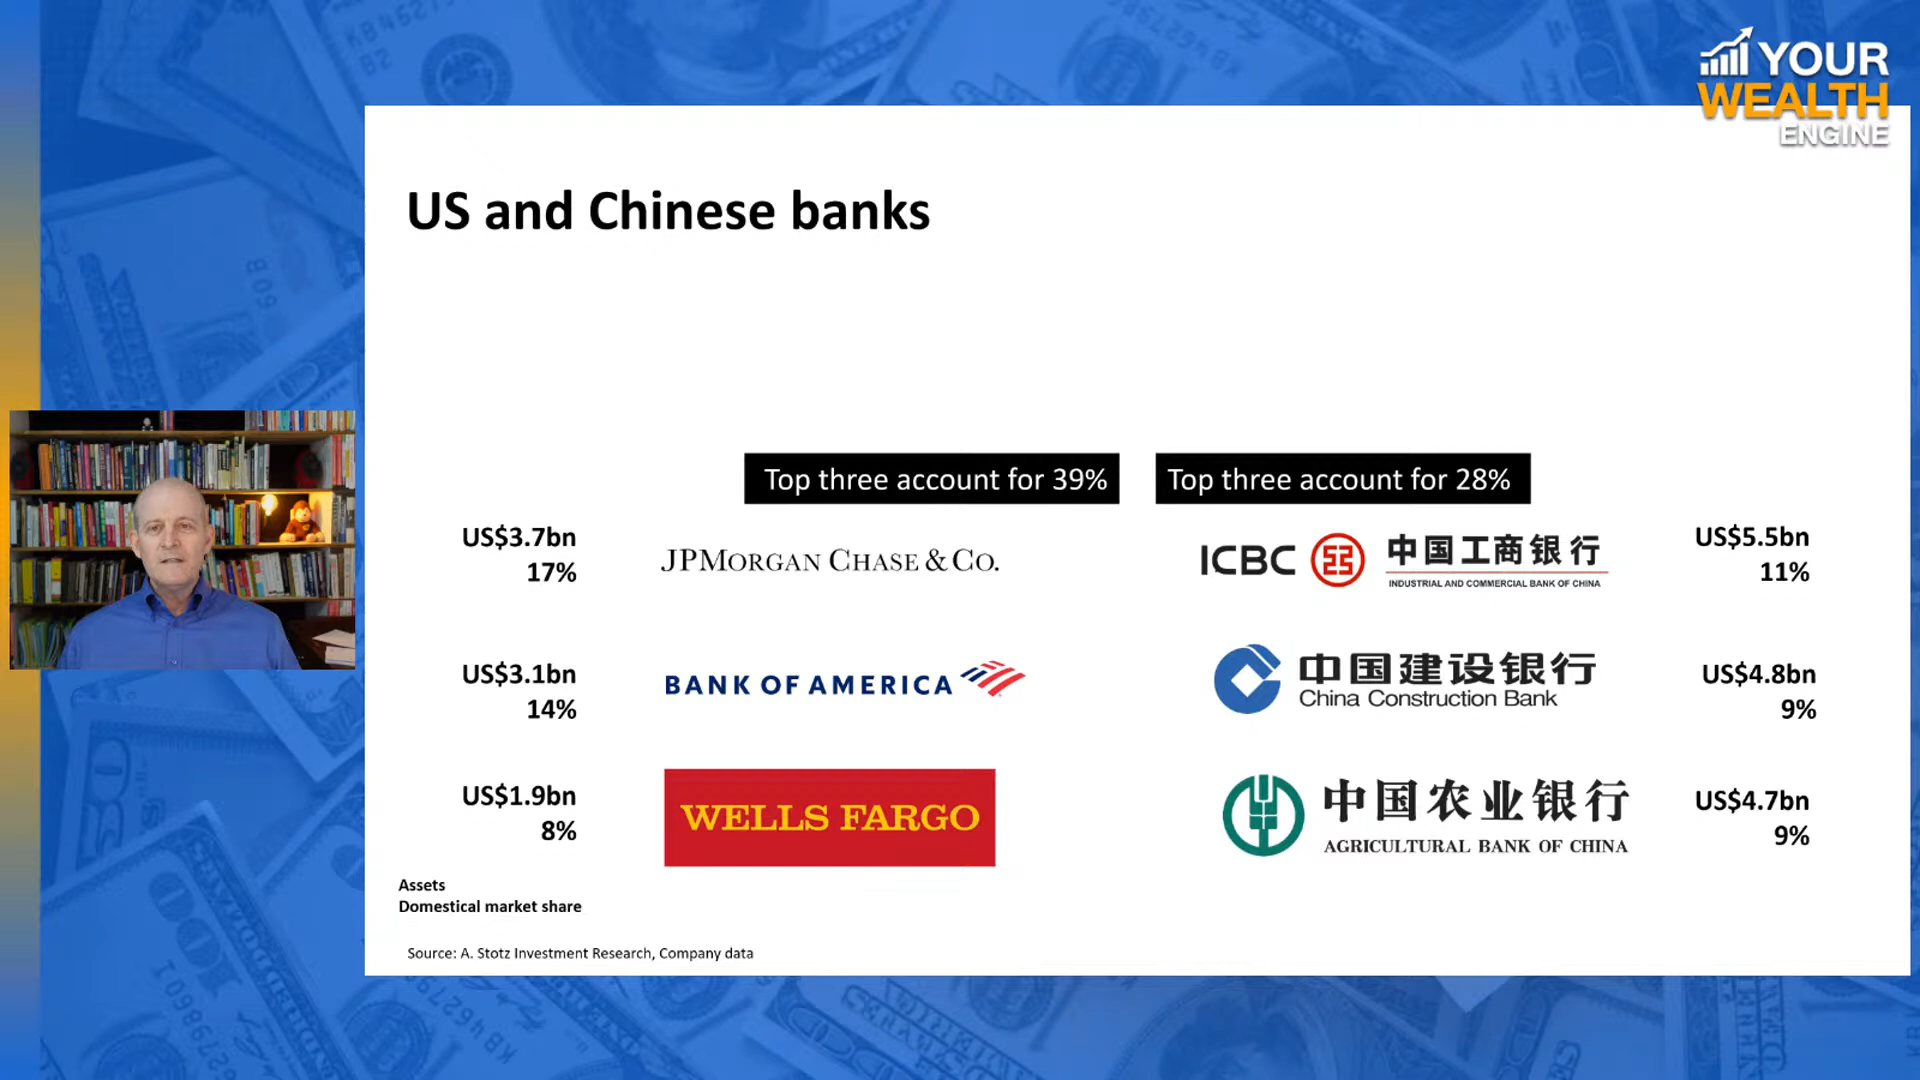 YOUR
WEALTH
ENGINE
US and Chinese banks
Top three account for 39%
Top three account for 28%
US$3.7bn
17%
JPMORGAN CHASE & CO.
ICBC 中国工商银行
INDUSTRIAL AND COMMERCIAL BANK OF CHINA
US$5.5bn
11%
US$3.1bn
14%
BANK OF AMERICA
中国建设银行
China Construction Bank
US$4.8bn
9%
US$1.9bn
8%
WELLS FARGO
中国农业银行
AGRICULTURAL BANK OF CHINA
US$4.7bn
9%
Assets
Domestical market share
Source: A. Stotz Investment Research, Company data